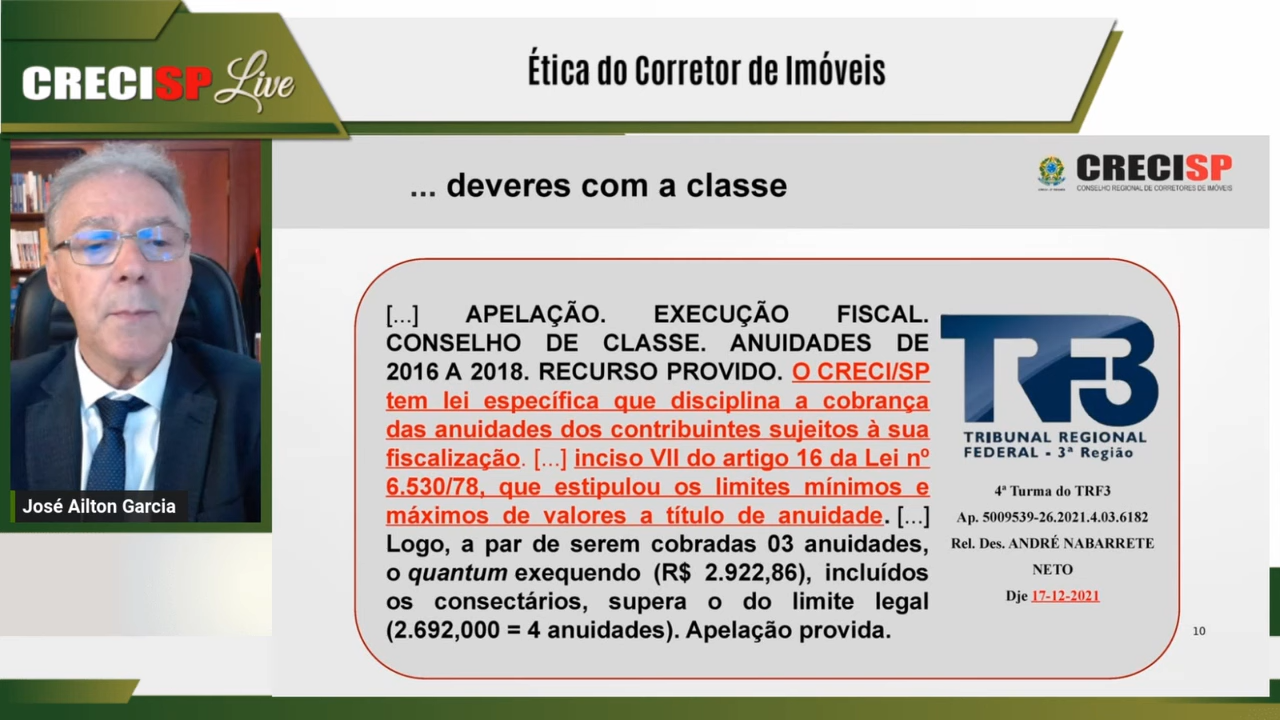 CRECISP Live
Ética do Corretor de Imóveis
... deveres com a classe
CRECISP
CONSELHO REGIONAL DE CORRETORES DE IMÓVEIS
[...] APELAÇÃO. EXECUÇÃO FISCAL.
CONSELHO DE CLASSE. ANUIDADES DE
2016 A 2018. RECURSO PROVIDO. O CRECI/SP
tem lei específica que disciplina a cobrança
das anuidades dos contribuintes sujeitos à sua
fiscalização. [...] inciso VII do artigo 16 da Lei nº
6.530/78, que estipulou os limites mínimos e
máximos de valores a título de anuidade. [...]
Logo, a par de serem cobradas 03 anuidades,
o quantum exequendo (R$ 2.922,86), incluídos
os consectários, supera o do limite legal
(2.692,000 = 4 anuidades). Apelação provida.
TRF3
TRIBUNAL REGIONAL
FEDERAL - 3ª Região
4ª Turma do TRF3
Ap. 5009539-26.2021.4.03.6182
Rel. Des. ANDRÉ NABARRETE
NETO
Dje 17-12-2021
José Ailton Garcia
10